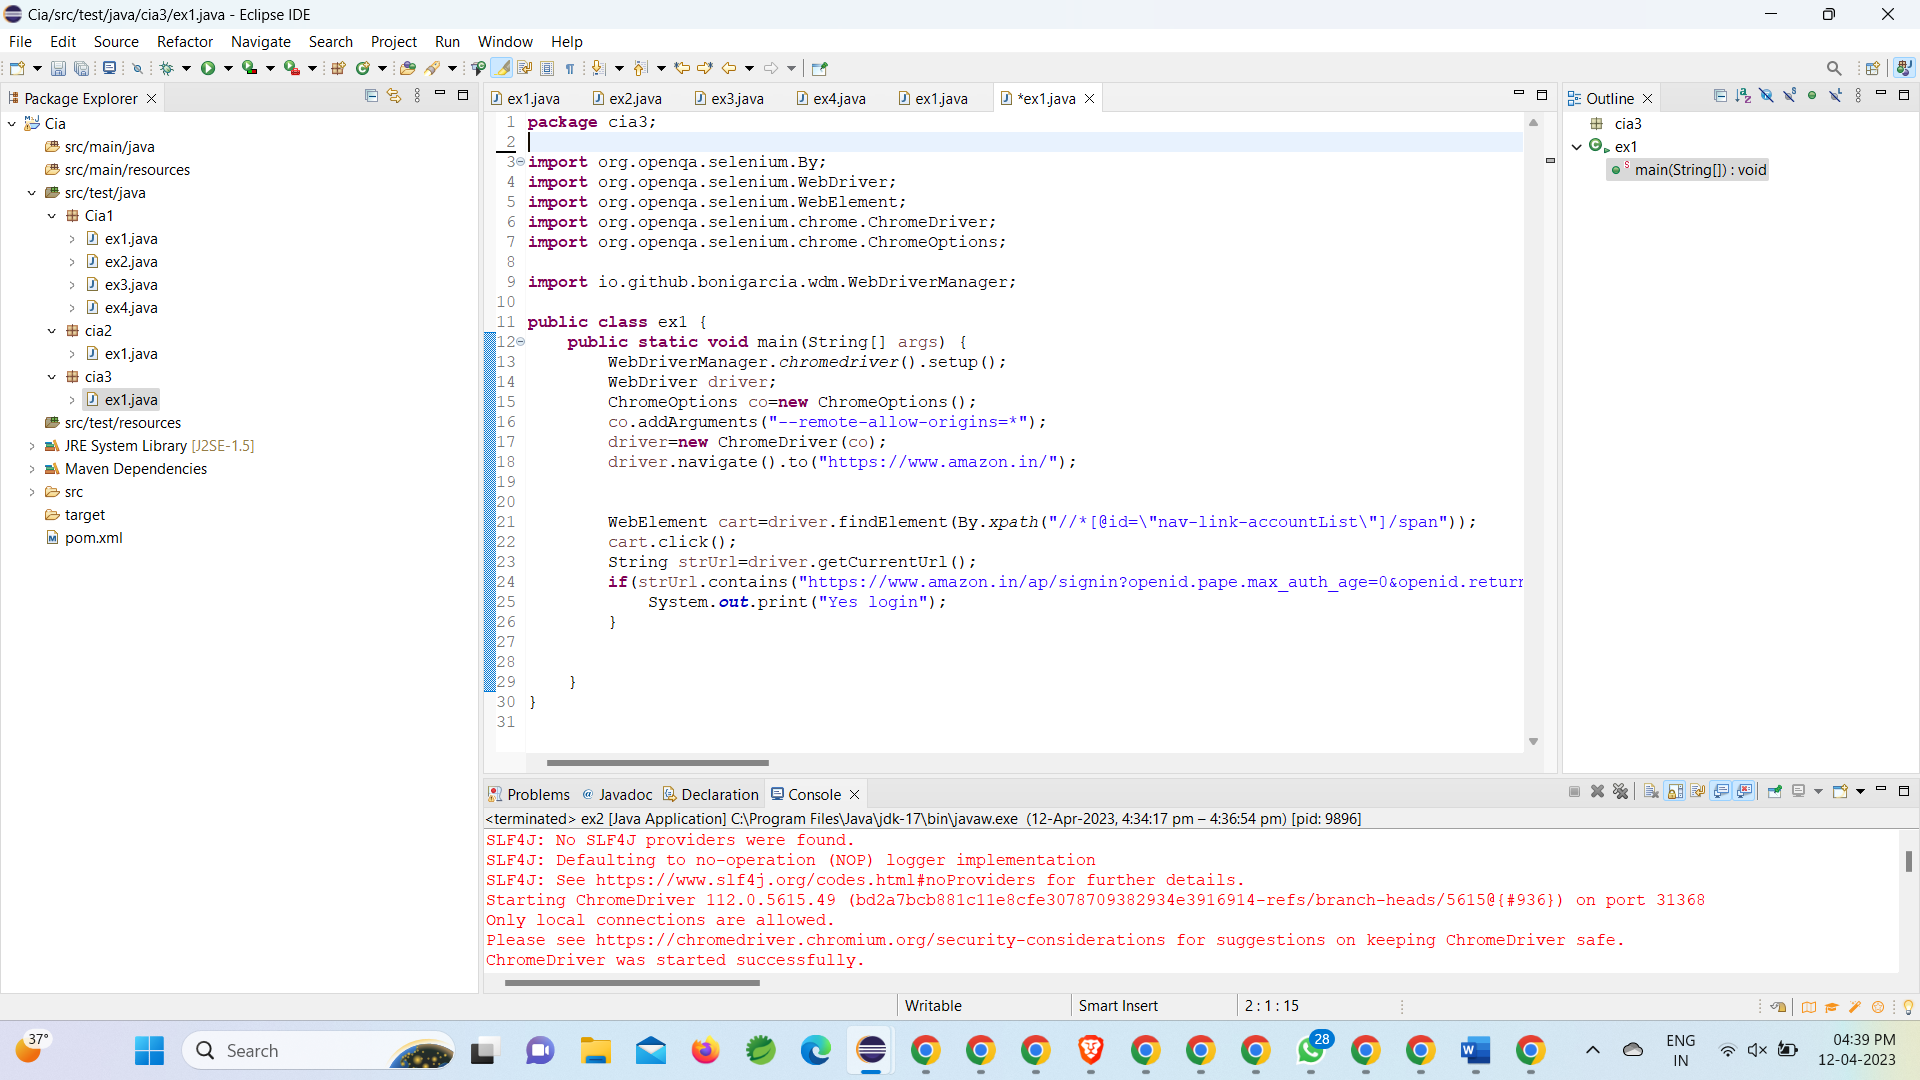 Cia/src/test/java/cia3/ex1.java - Eclipse IDE
File Edit Source Refactor Navigate Search Project Run Window Help
Package Explorer
Cia
src/main/java
src/main/resources
src/test/java
Cia1
ex1.java
ex2.java
ex3.java
ex4.java
cia2
ex1.java
cia3
ex1.java
src/test/resources
JRE System Library [J2SE-1.5]
Maven Dependencies
src
target
pom.xml
ex1.java ex2.java ex3.java ex4.java ex1.java *ex1.java
1 package cia3;
2
3 import org.openqa.selenium.By;
4 import org.openqa.selenium.WebDriver;
5 import org.openqa.selenium.WebElement;
6 import org.openqa.selenium.chrome.ChromeDriver;
7 import org.openqa.selenium.chrome.ChromeOptions;
8
9 import io.github.bonigarcia.wdm.WebDriverManager;
10
11 public class ex1 {
12 public static void main(String[] args) {
13 WebDriverManager.chromedriver().setup();
14 WebDriver driver;
15 ChromeOptions co=new ChromeOptions();
16 co.addArguments("--remote-allow-origins=*");
17 driver=new ChromeDriver(co);
18 driver.navigate().to("https://www.amazon.in/");
19
20
21 WebElement cart=driver.findElement(By.xpath("//*[@id=\"nav-link-accountList\"]/span"));
22 cart.click();
23 String strUrl=driver.getCurrentUrl();
24 if(strUrl.contains("https://www.amazon.in/ap/signin?openid.pape.max_auth_age=0&openid.return
25 System.out.print("Yes login");
26 }
27
28
29 }
30 }
31
Outline
cia3
ex1
main(String[]) : void
Problems Javadoc Declaration Console
<terminated> ex2 [Java Application] C:\Program Files\Java\jdk-17\bin\javaw.exe (12-Apr-2023, 4:34:17 pm – 4:36:54 pm) [pid: 9896]
SLF4J: No SLF4J providers were found.
SLF4J: Defaulting to no-operation (NOP) logger implementation
SLF4J: See https://www.slf4j.org/codes.html#noProviders for further details.
Starting ChromeDriver 112.0.5615.49 (bd2a7bcb881c11e8cfe3078709382934e3916914-refs/branch-heads/5615@{#936}) on port 31368
Only local connections are allowed.
Please see https://chromedriver.chromium.org/security-considerations for suggestions on keeping ChromeDriver safe.
ChromeDriver was started successfully.
Writable Smart Insert 2 : 1 : 15
37°
Search
28
ENG
IN
04:39 PM
12-04-2023